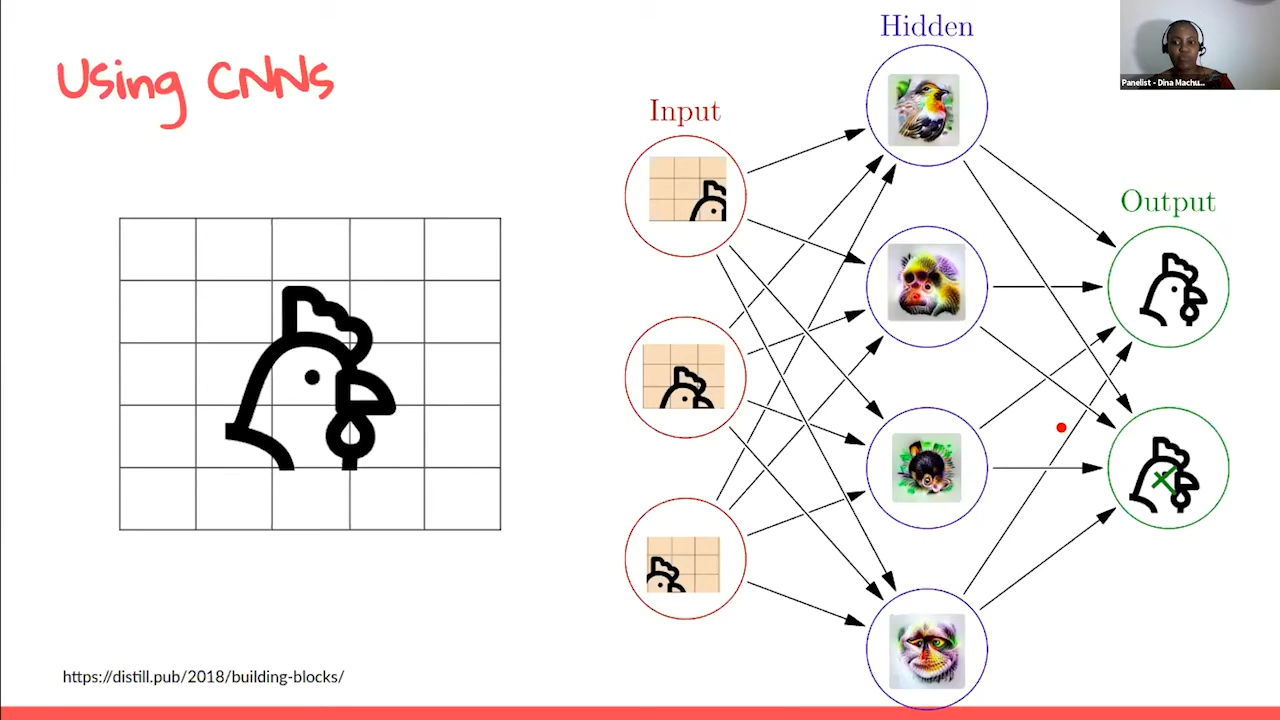 Using CNNs
Input
Hidden
Output
Panelist - Dina Machu...
https://distill.pub/2018/building-blocks/